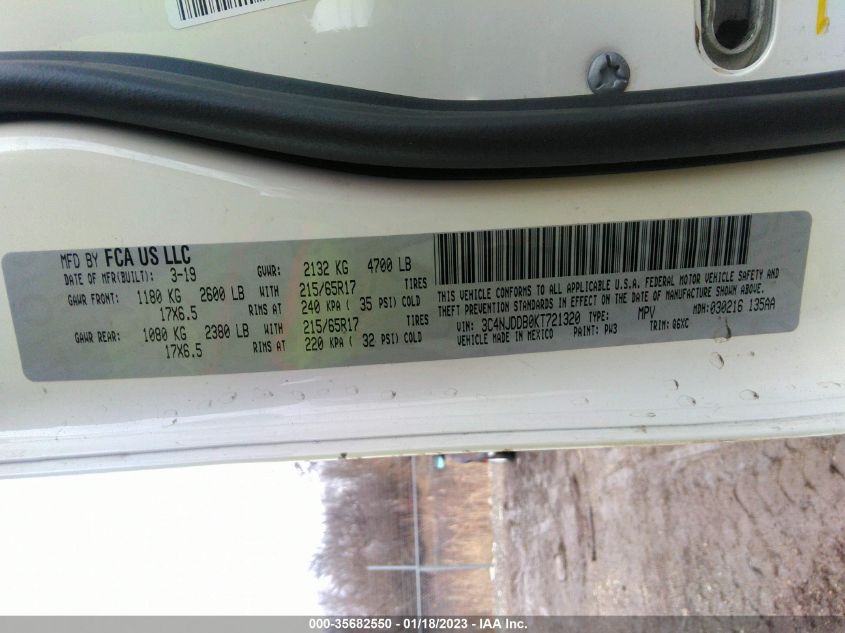 MFD BY FCA US LLC
DATE OF MFR(BUILT): 3-19 GVWR: 2132 KG 4700 LB
GAWR FRONT: 1180 KG 2600 LB WITH 215/65R17 TIRES
17X6.5 RIMS AT 240 KPA ( 35 PSI) COLD
GAWR REAR: 1080 KG 2380 LB WITH 215/65R17 TIRES
17X6.5 RIMS AT 220 KPA ( 32 PSI) COLD
THIS VEHICLE CONFORMS TO ALL APPLICABLE U.S.A. FEDERAL MOTOR VEHICLE SAFETY AND
THEFT PREVENTION STANDARDS IN EFFECT ON THE DATE OF MANUFACTURE SHOWN ABOVE.
VIN: 3C4NJDDB0KT721320 TYPE: MPV MDH: 030216 135AA
VEHICLE MADE IN MEXICO PAINT: PW3 TRIM: Q6XC
000-35682550 - 01/18/2023 - IAA Inc.